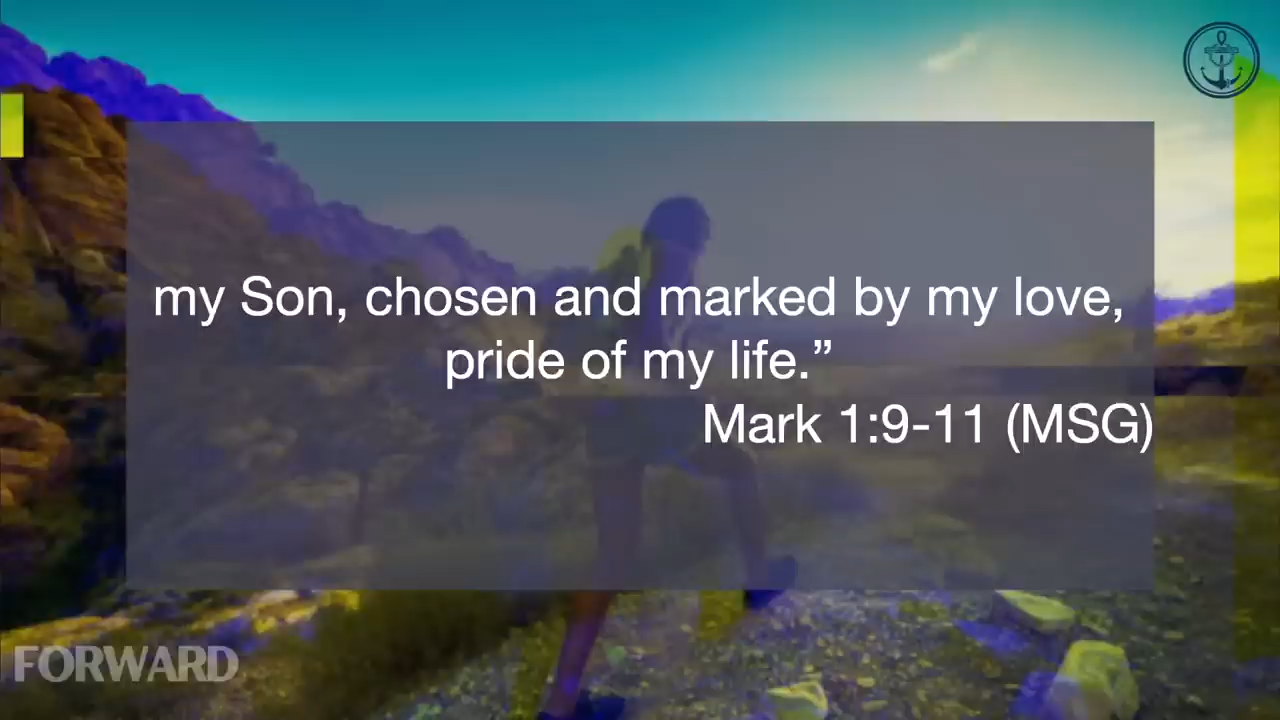 my Son, chosen and marked by my love,
pride of my life.”
Mark 1:9-11 (MSG)
FORWARD